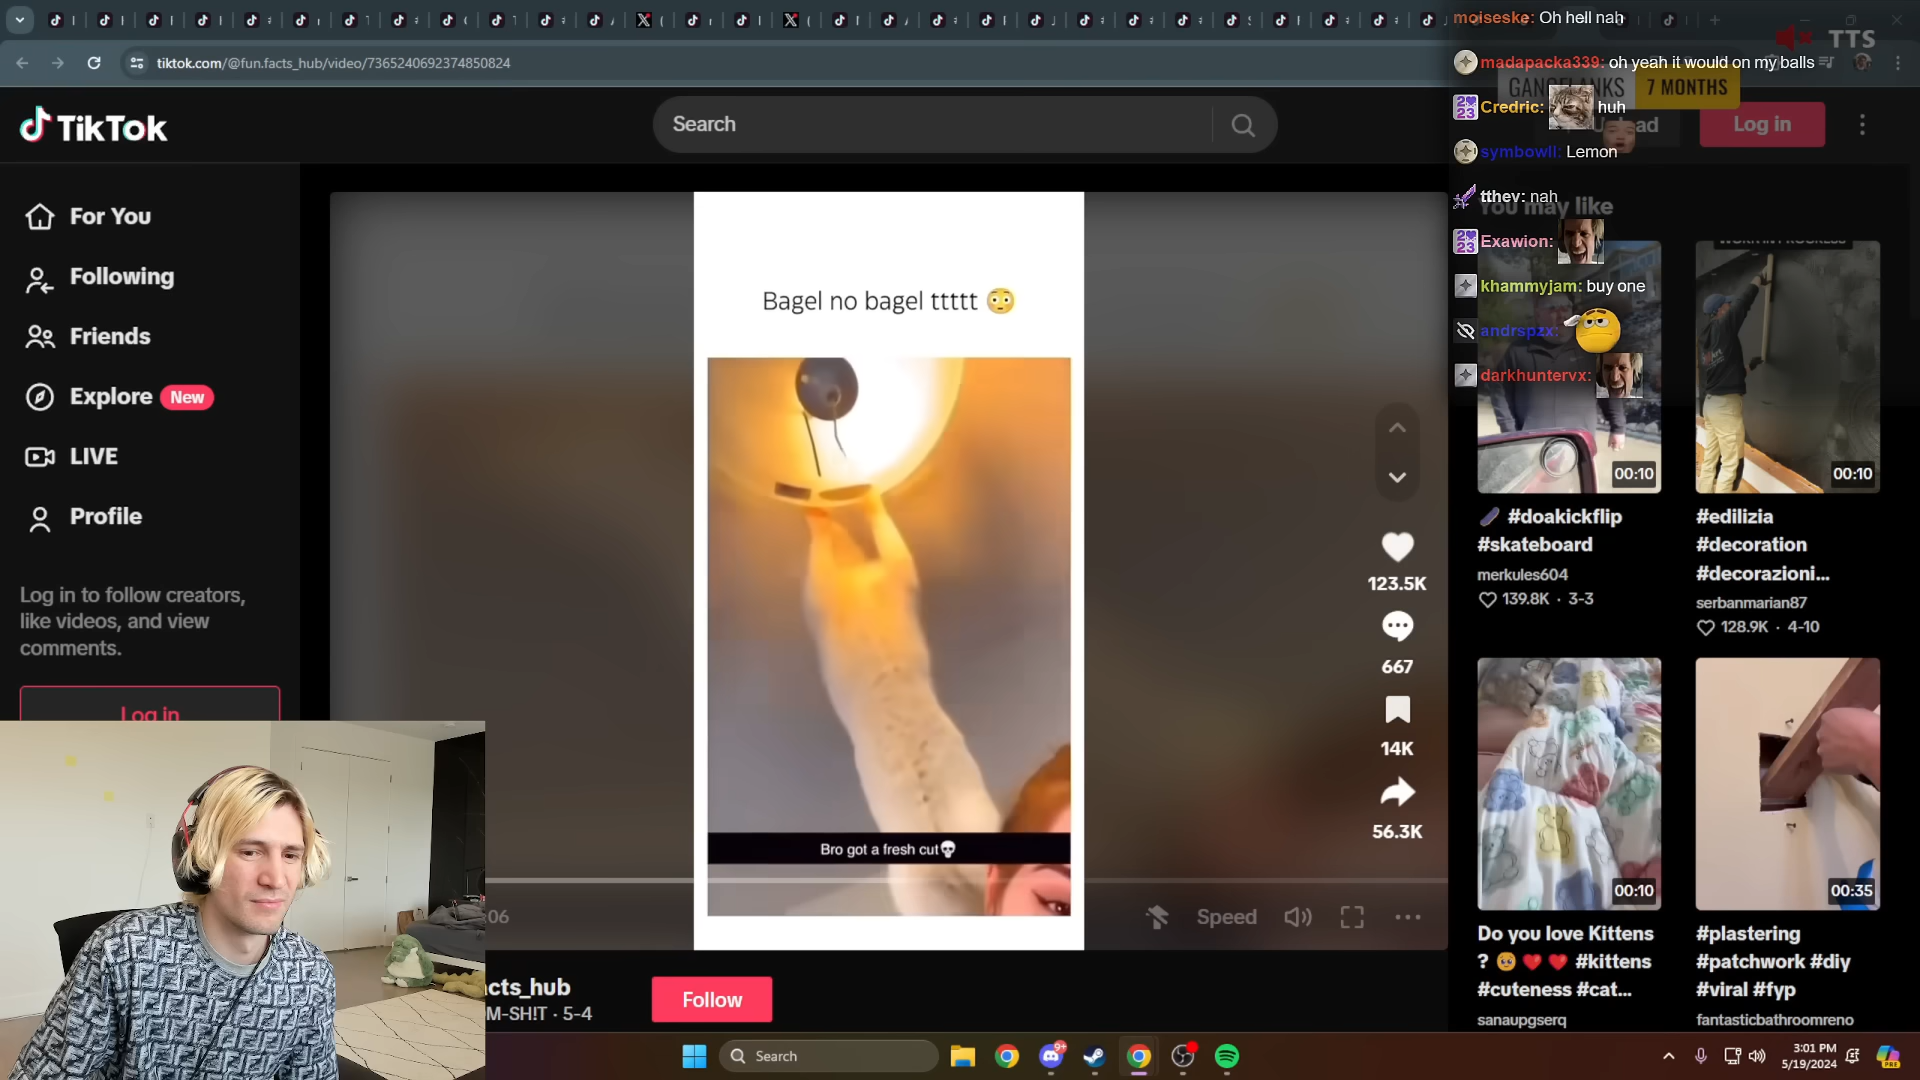 moiseske: Oh hell nah
TTS
tiktok.com/@fun.facts_hub/video/7365240692374850824
madapacka339: oh yeah it would on my balls
7 MONTHS
Credric: huh
TikTok
Search
Log in
symbowll: Lemon
tthev: nah
You may like
Exawion:
khammyjam: buy one
andrspzx:
darkhuntervx:
For You
Following
Friends
Explore New
LIVE
Profile
Log in to follow creators,
like videos, and view
comments.
Log in
Bagel no bagel ttttt 😳
Bro got a fresh cut💀
123.5K
667
14K
56.3K
:06
Speed
cts_hub
M-SH!T · 5-4
Follow
00:10
#doakickflip
#skateboard
merkules604
139.8K · 3-3
00:10
#edilizia
#decoration
#decorazioni...
serbanmarian87
128.9K · 4-10
00:10
Do you love Kittens
? 🥹 ❤️ ❤️ #kittens
#cuteness #cat...
sanaupgserq
00:35
#plastering
#patchwork #diy
#viral #fyp
fantasticbathroomreno
Search
9+
3:01 PM
5/19/2024
PRE